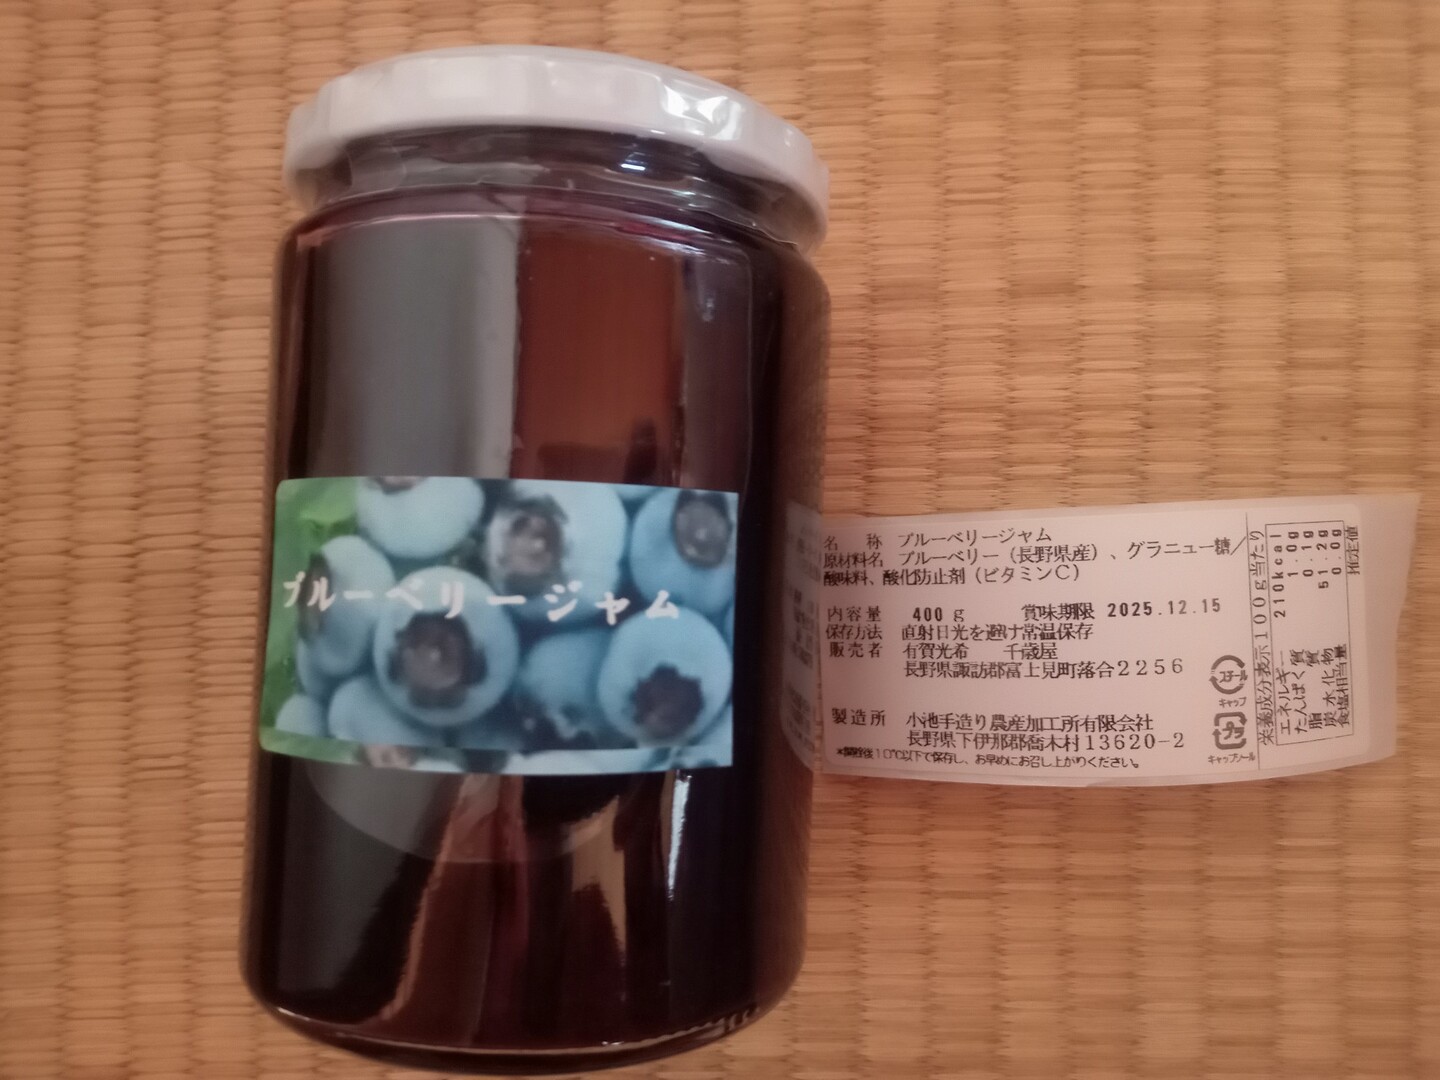 ブルーベリージャム
名　称　ブルーベリージャム
原材料名　ブルーベリー（長野県産）、グラニュー糖／
酸味料、酸化防止剤（ビタミンC）
内容量　400g　賞味期限 2025.12.15
保存方法　直射日光を避け常温保存
販売者　有賀光希　千歳屋
長野県諏訪郡富士見町落合2256
製造所　小池手造り農産加工所有限会社
長野県下伊那郡喬木村13620-2
*開栓後10℃以下で保存し、お早めにお召し上がりください。
スチール
キャップ
プラ
キャップシール
栄養成分表示100g当たり
エネルギー 210kcal
たんぱく質 1.0g
脂質 0.1g
炭水化物 51.2g
食塩相当量 0.0g
推定値